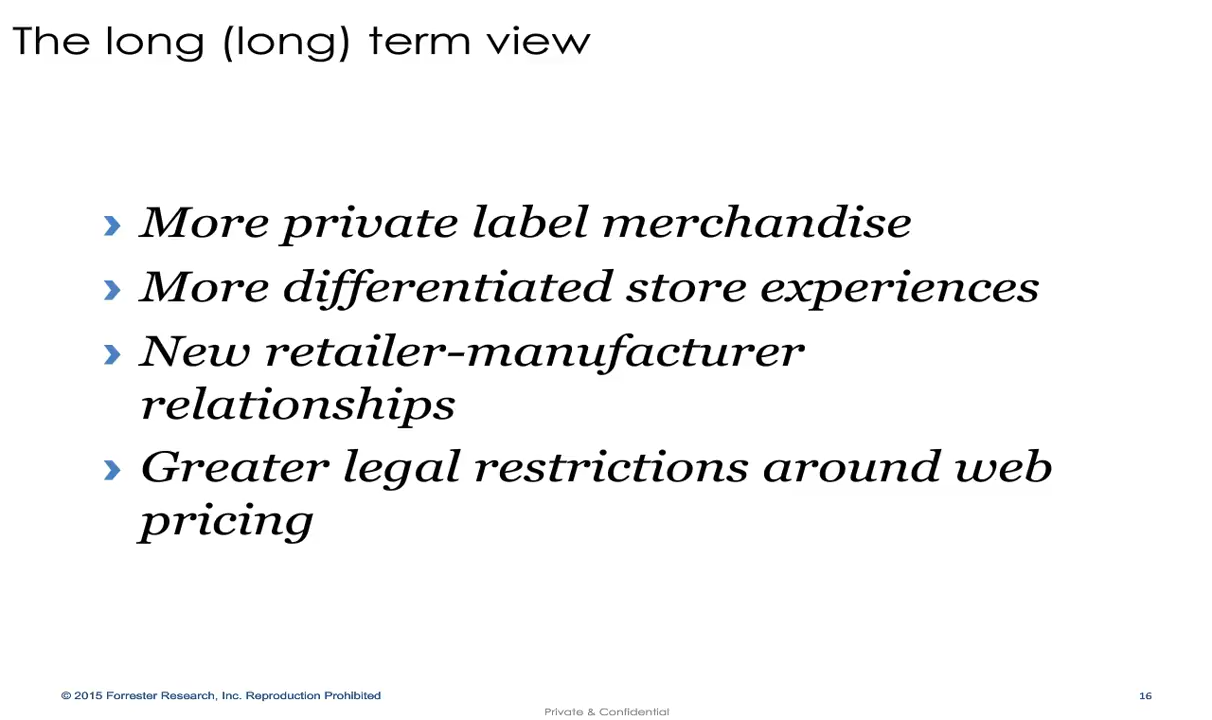 The long (long) term view
› More private label merchandise
› More differentiated store experiences
› New retailer-manufacturer
relationships
› Greater legal restrictions around web
pricing
© 2015 Forrester Research, Inc. Reproduction Prohibited
16
Private & Confidential